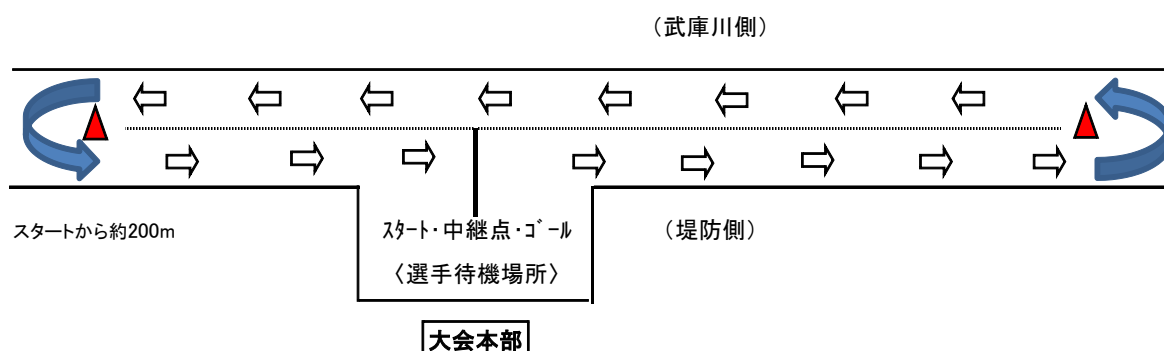 （武庫川側）
スタートから約200m
ｽﾀｰﾄ・中継点・ｺﾞｰﾙ
（堤防側）
〈選手待機場所〉
大会本部